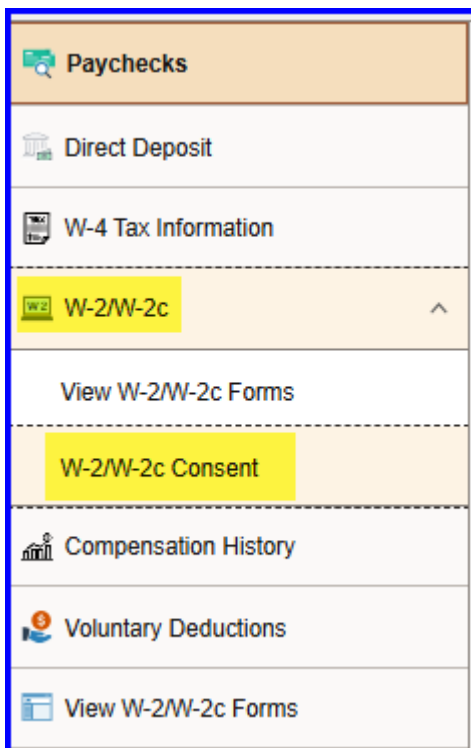 Paychecks
Direct Deposit
W-4 Tax Information
W-2/W-2c
View W-2/W-2c Forms
W-2/W-2c Consent
Compensation History
Voluntary Deductions
View W-2/W-2c Forms